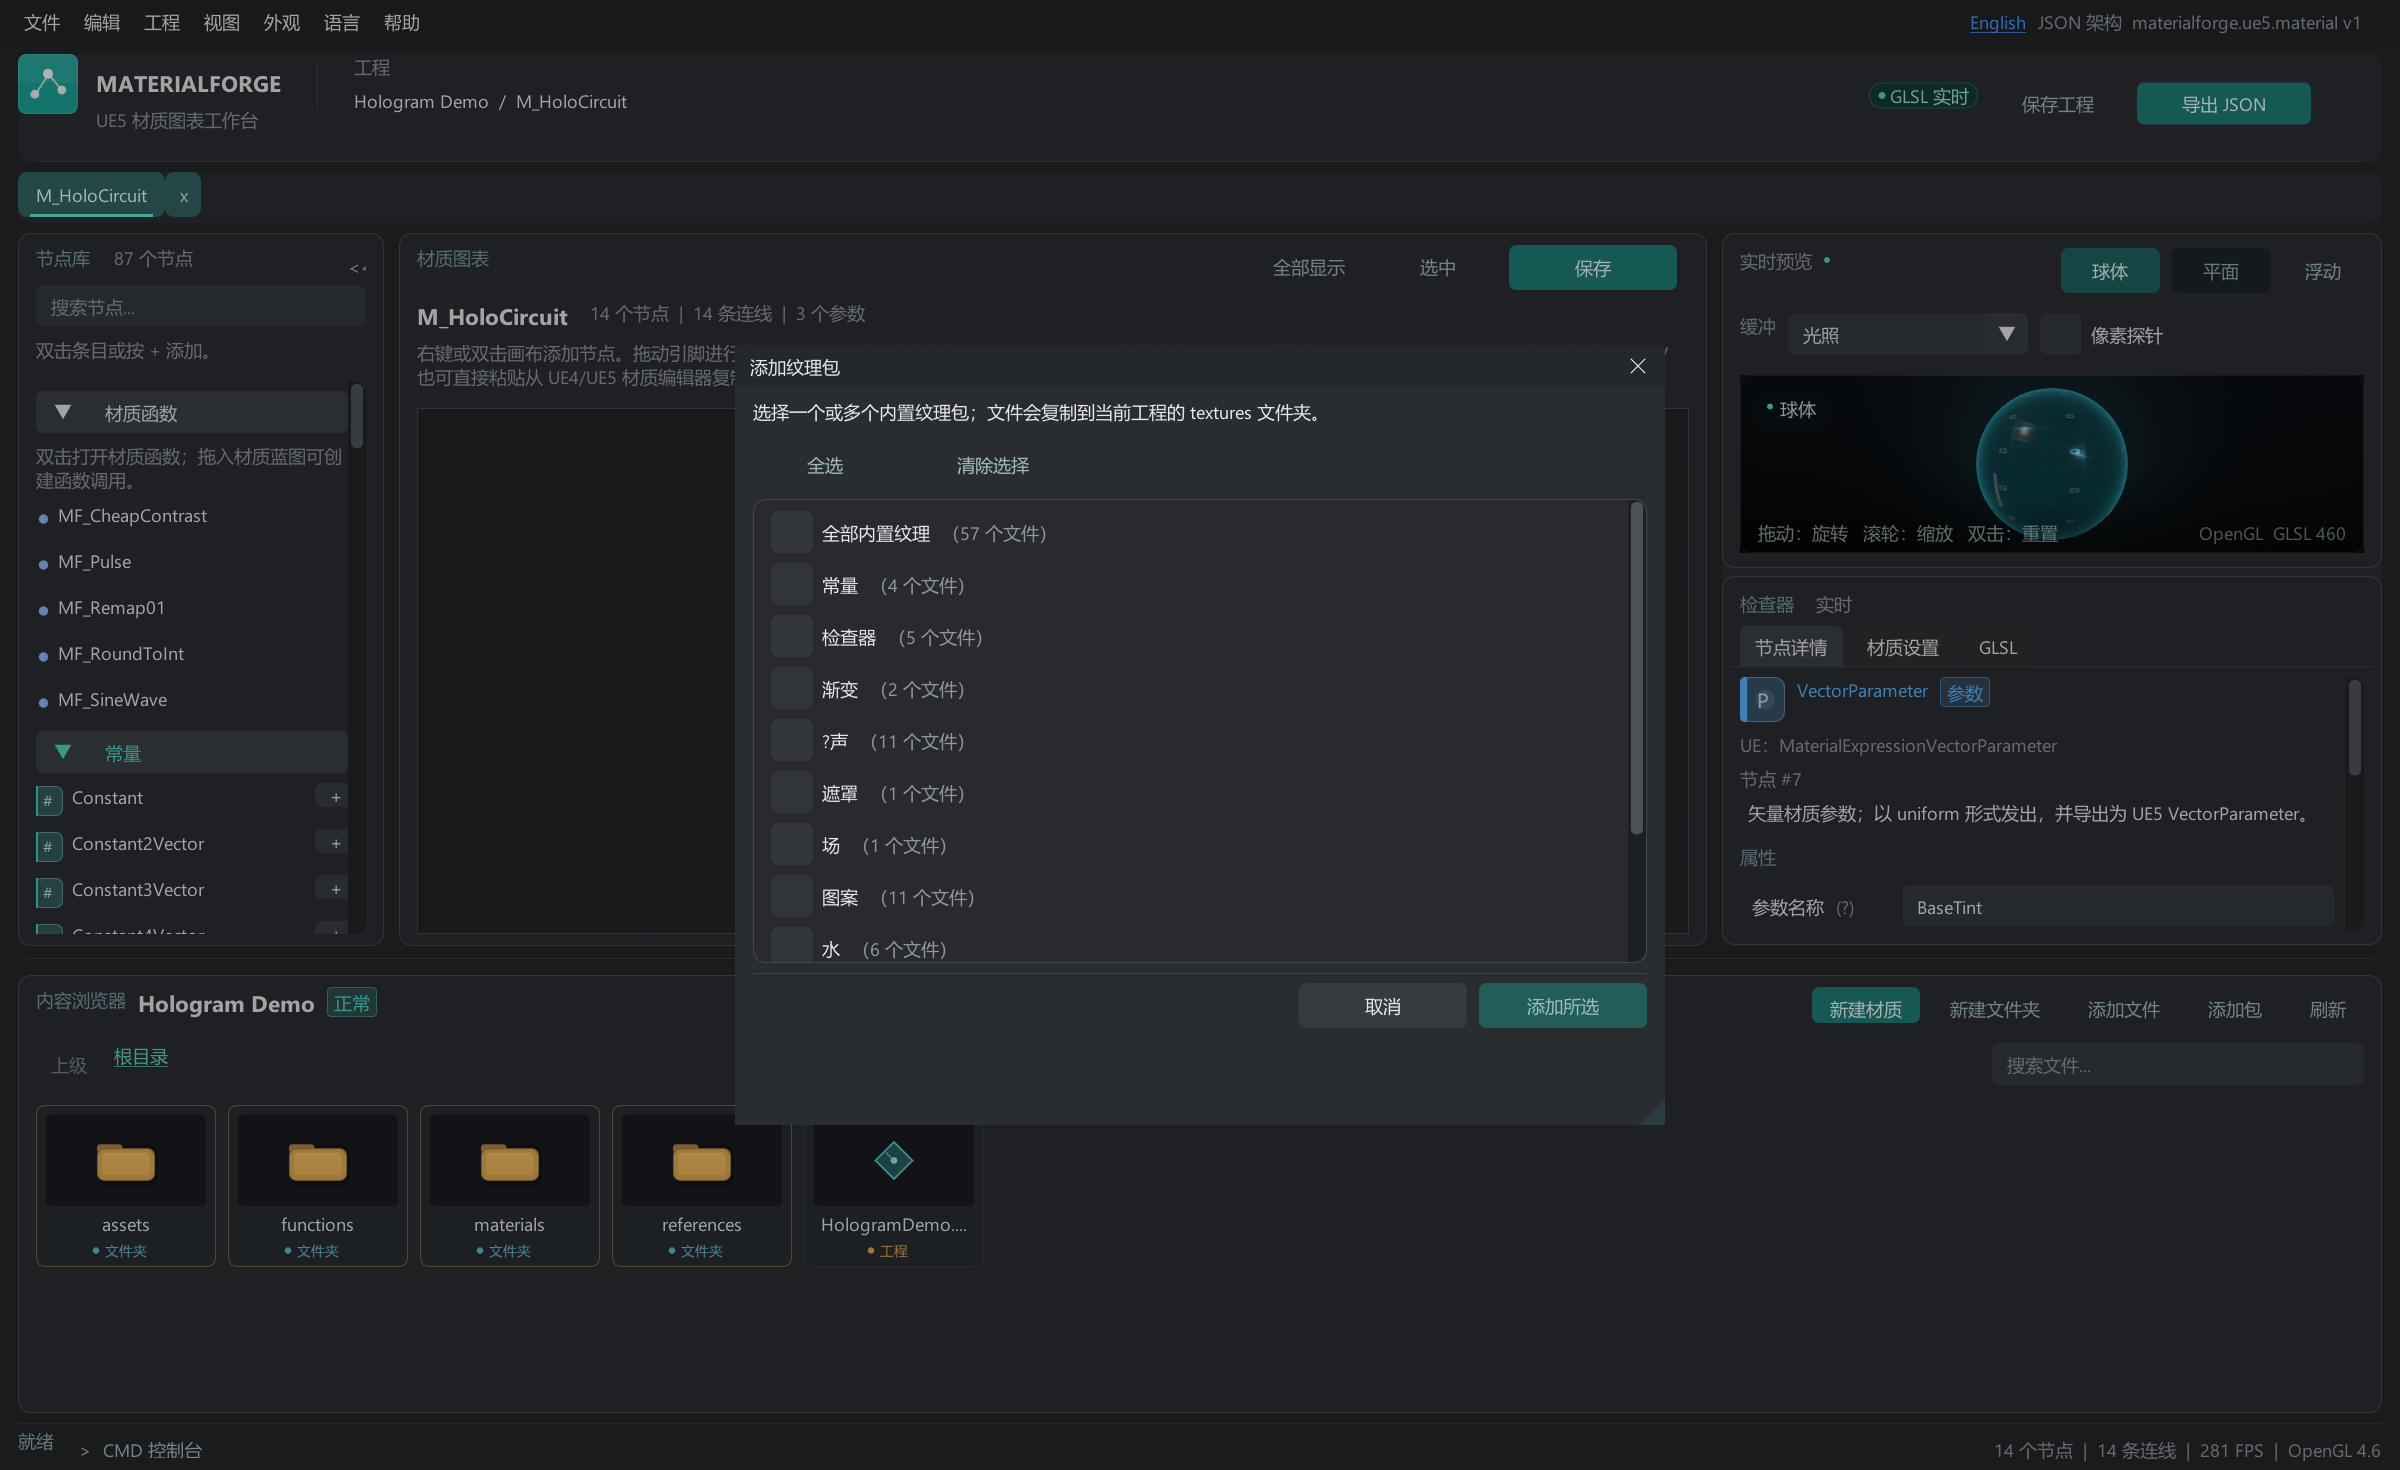 文件 编辑 工程 视图 外观 语言 帮助
English JSON 架构 materialforge.ue5.material v1
MATERIALFORGE
UE5 材质图表工作台
工程
Hologram Demo / M_HoloCircuit
GLSL 实时
保存工程
导出 JSON
M_HoloCircuit x
节点库 87 个节点
<<
搜索节点...
双击条目或按 + 添加。
材质函数
双击打开材质函数；拖入材质蓝图可创
建函数调用。
MF_CheapContrast
MF_Pulse
MF_Remap01
MF_RoundToInt
MF_SineWave
常量
# Constant +
# Constant2Vector +
# Constant3Vector +
Constant4Vector
材质图表
全部显示 选中 保存
M_HoloCircuit 14 个节点 | 14 条连线 | 3 个参数
右键或双击画布添加节点。拖动引脚进行
也可直接粘贴从 UE4/UE5 材质编辑器复制
添加纹理包
选择一个或多个内置纹理包；文件会复制到当前工程的 textures 文件夹。
全选 清除选择
全部内置纹理 (57 个文件)
常量 (4 个文件)
检查器 (5 个文件)
渐变 (2 个文件)
?声 (11 个文件)
遮罩 (1 个文件)
场 (1 个文件)
图案 (11 个文件)
水 (6 个文件)
取消 添加所选
实时预览
球体 平面 浮动
缓冲 光照 像素探针
球体
拖动：旋转 滚轮：缩放 双击：重置
OpenGL GLSL 460
检查器 实时
节点详情 材质设置 GLSL
P VectorParameter 参数
UE：MaterialExpressionVectorParameter
节点 #7
矢量材质参数；以 uniform 形式发出，并导出为 UE5 VectorParameter。
属性
参数名称 (?) BaseTint
内容浏览器 Hologram Demo 正常
新建材质 新建文件夹 添加文件 添加包 刷新
上级 根目录
搜索文件...
assets
文件夹
functions
文件夹
materials
文件夹
references
文件夹
HologramDemo....
工程
就绪 > CMD 控制台
14 个节点 | 14 条连线 | 281 FPS | OpenGL 4.6